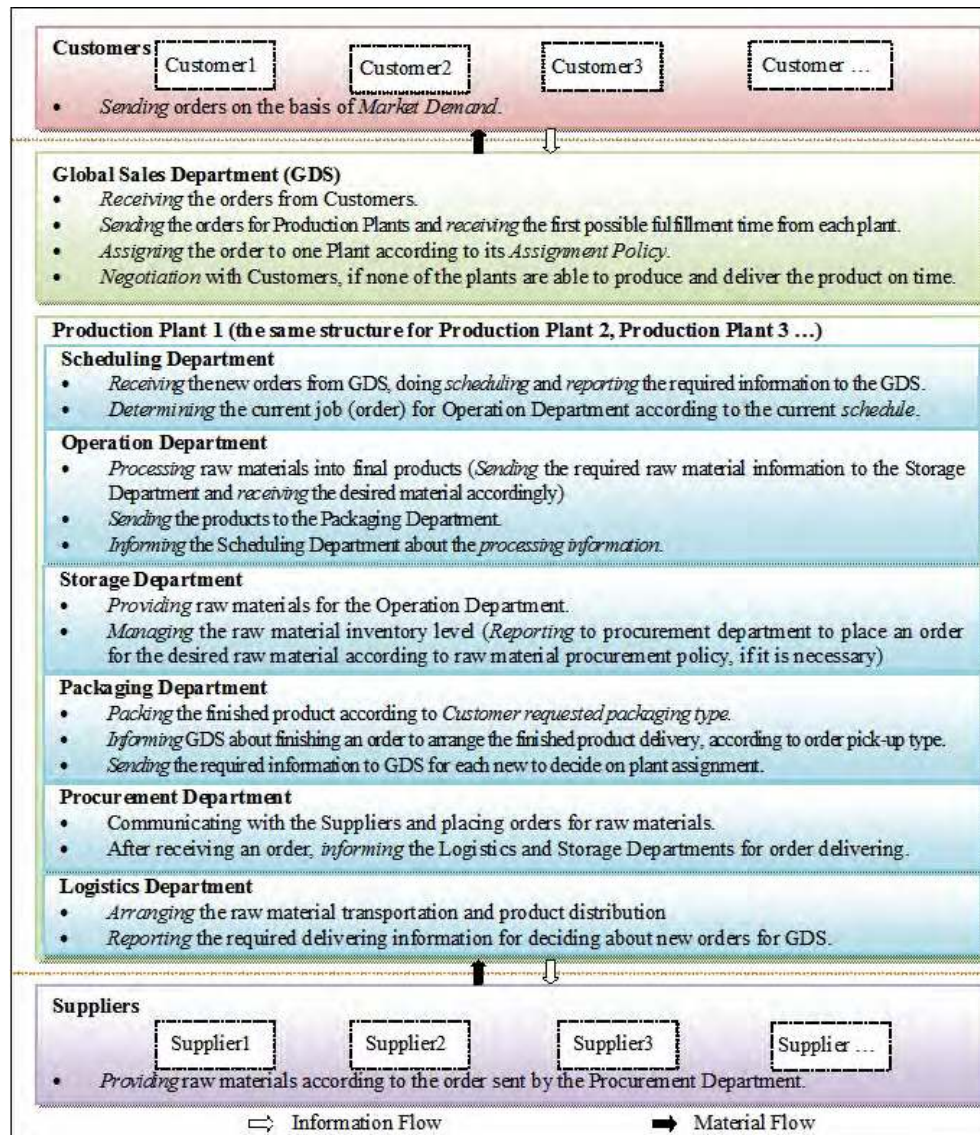 Customers
Customer1 Customer2 Customer3 Customer ...
• Sending orders on the basis of Market Demand.
Global Sales Department (GDS)
• Receiving the orders from Customers.
• Sending the orders for Production Plants and receiving the first possible fulfillment time from each plant.
• Assigning the order to one Plant according to its Assignment Policy.
• Negotiation with Customers, if none of the plants are able to produce and deliver the product on time.
Production Plant 1 (the same structure for Production Plant 2, Production Plant 3 ...)
Scheduling Department
• Receiving the new orders from GDS, doing scheduling and reporting the required information to the GDS.
• Determining the current job (order) for Operation Department according to the current schedule.
Operation Department
• Processing raw materials into final products (Sending the required raw material information to the Storage
Department and receiving the desired material accordingly)
• Sending the products to the Packaging Department.
• Informing the Scheduling Department about the processing information.
Storage Department
• Providing raw materials for the Operation Department.
• Managing the raw material inventory level (Reporting to procurement department to place an order
for the desired raw material according to raw material procurement policy, if it is necessary)
Packaging Department
• Packing the finished product according to Customer requested packaging type.
• Informing GDS about finishing an order to arrange the finished product delivery, according to order pick-up type.
• Sending the required information to GDS for each new to decide on plant assignment.
Procurement Department
• Communicating with the Suppliers and placing orders for raw materials.
• After receiving an order, informing the Logistics and Storage Departments for order delivering.
Logistics Department
• Arranging the raw material transportation and product distribution
• Reporting the required delivering information for deciding about new orders for GDS.
Suppliers
Supplier1 Supplier2 Supplier3 Supplier ...
• Providing raw materials according to the order sent by the Procurement Department.
Information Flow Material Flow